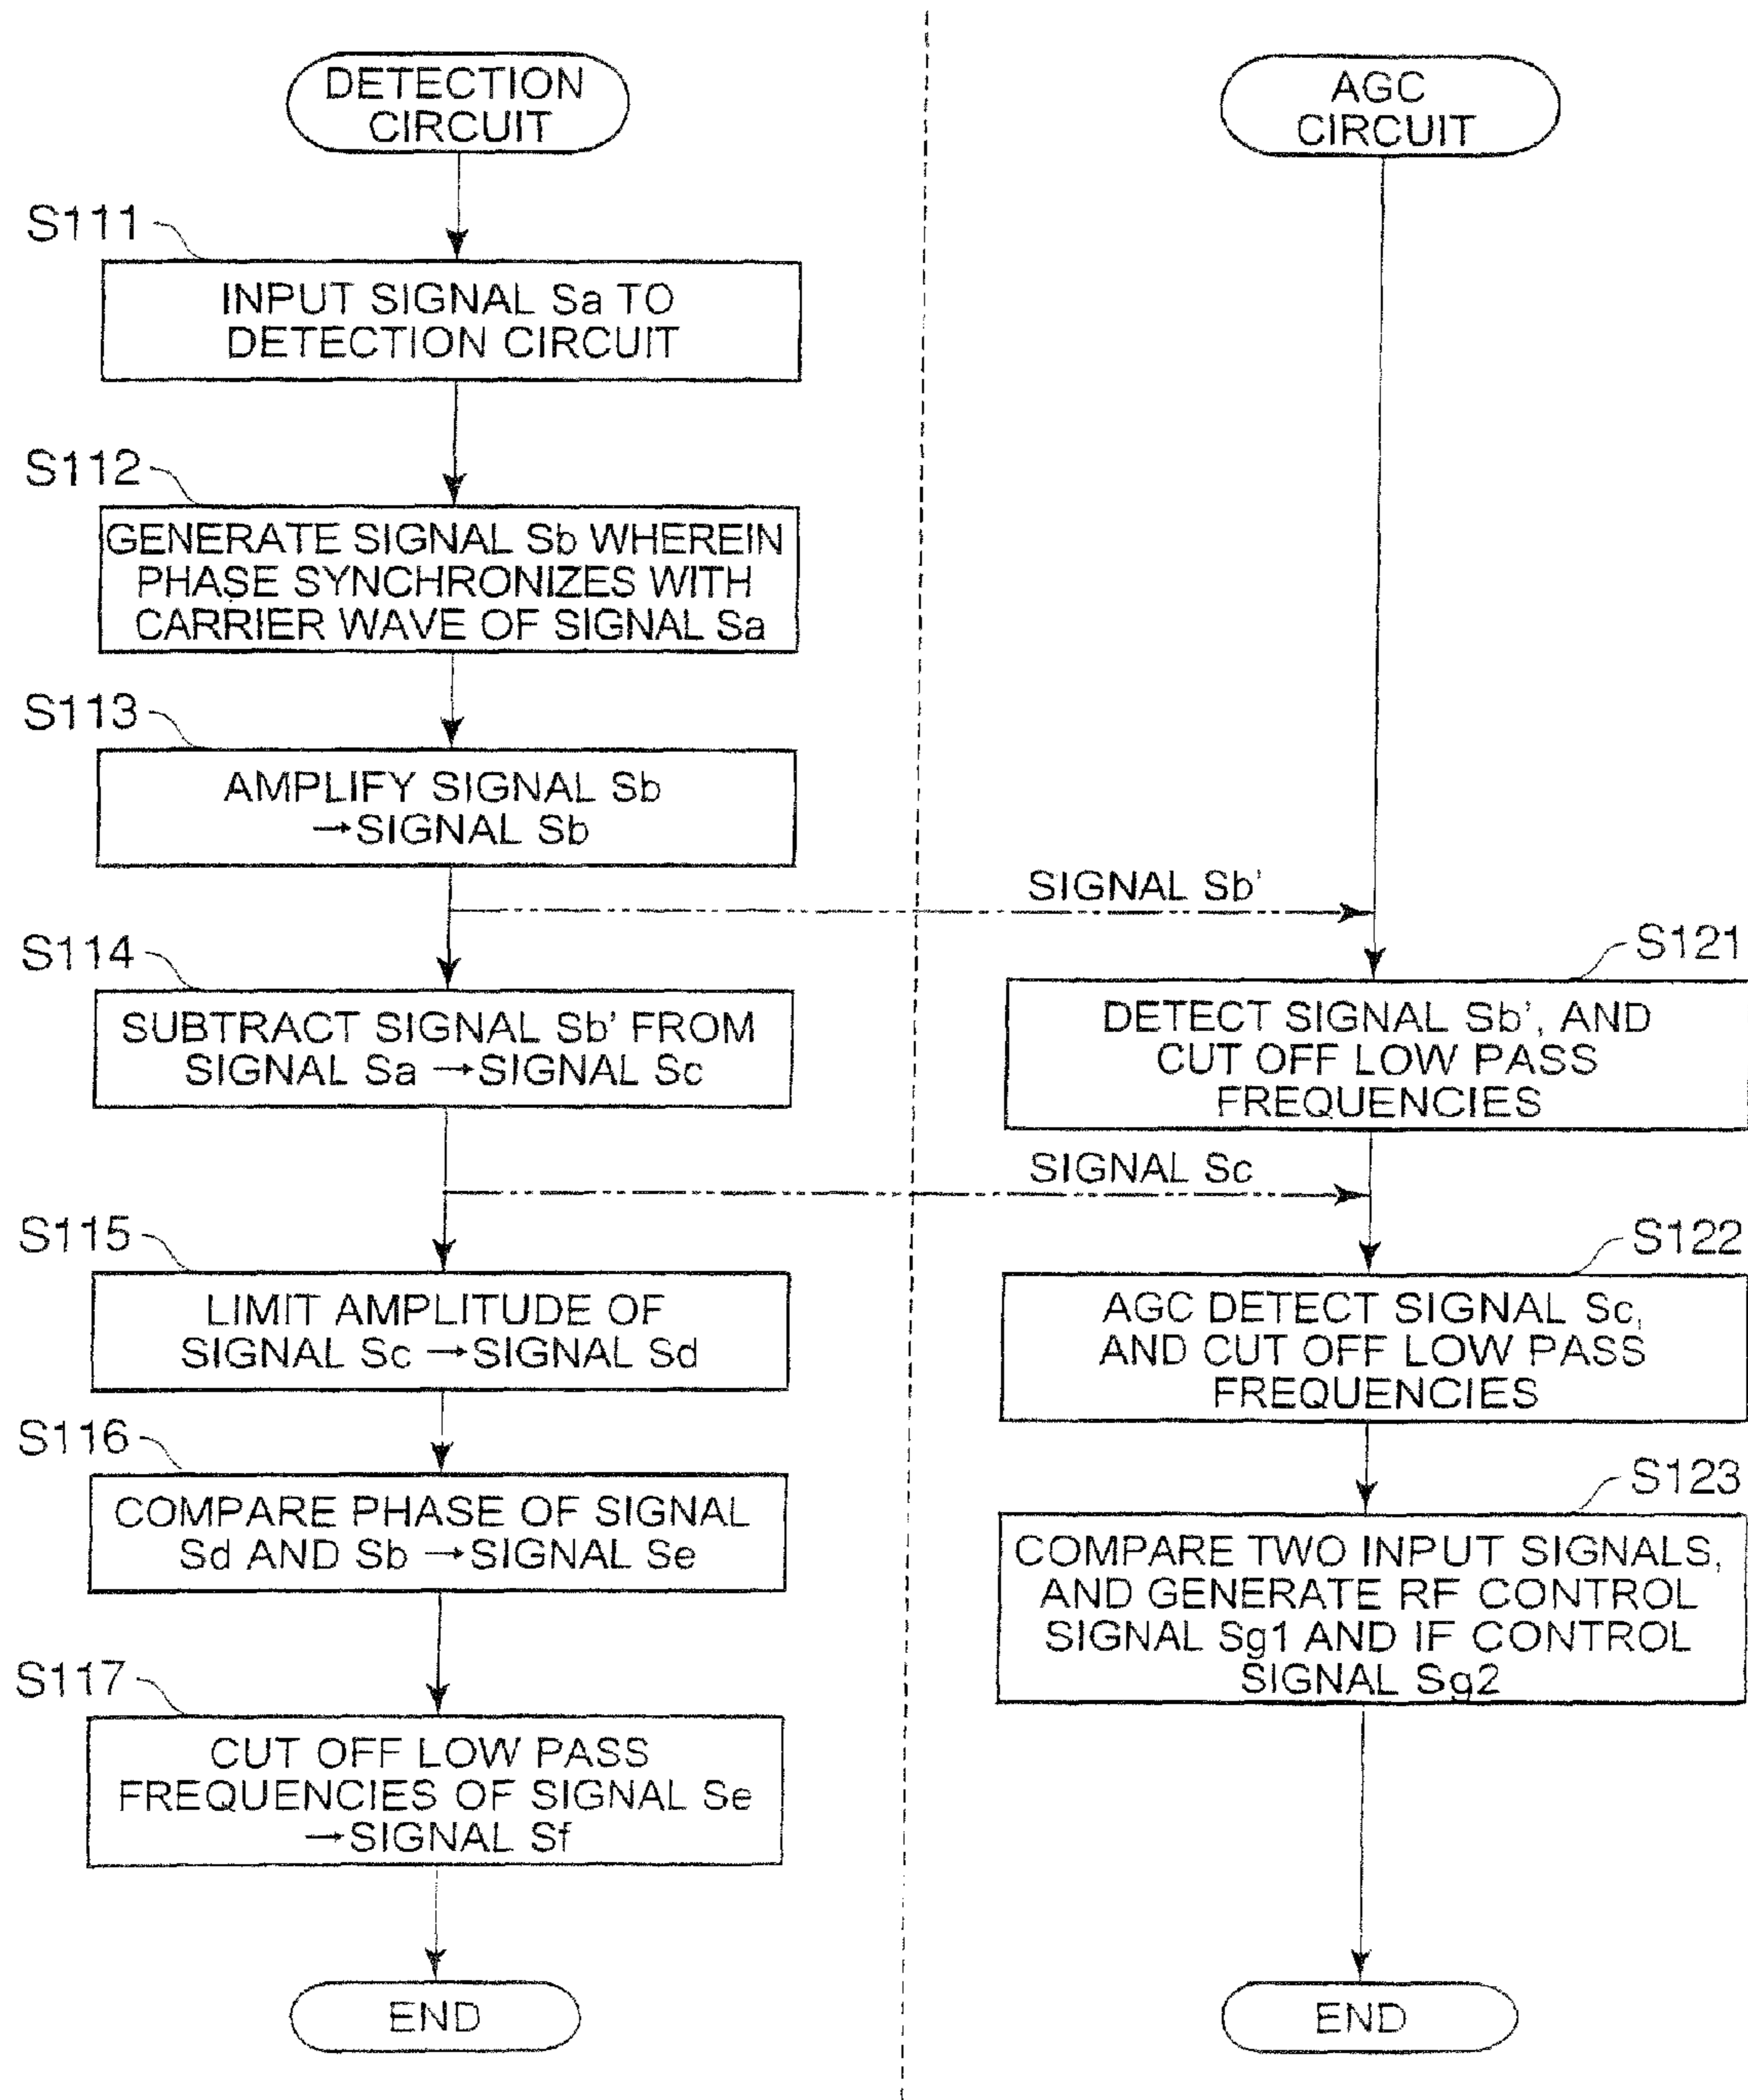 DETECTION
CIRCUIT
S111
INPUT SIGNAL Sa TO
DETECTION CIRCUIT
S112
GENERATE SIGNAL Sb WHEREIN
PHASE SYNCHRONIZES WITH
CARRIER WAVE OF SIGNAL Sa
S113
AMPLIFY SIGNAL Sb
→SIGNAL Sb
S114
SUBTRACT SIGNAL Sb' FROM
SIGNAL Sa →SIGNAL Sc
S115
LIMIT AMPLITUDE OF
SIGNAL Sc →SIGNAL Sd
S116
COMPARE PHASE OF SIGNAL
Sd AND Sb →SIGNAL Se
S117
CUT OFF LOW PASS
FREQUENCIES OF SIGNAL Se
→SIGNAL Sf
END
AGC
CIRCUIT
SIGNAL Sb'
S121
DETECT SIGNAL Sb', AND
CUT OFF LOW PASS
FREQUENCIES
SIGNAL Sc
S122
AGC DETECT SIGNAL Sc,
AND CUT OFF LOW PASS
FREQUENCIES
S123
COMPARE TWO INPUT SIGNALS,
AND GENERATE RF CONTROL
SIGNAL Sg1 AND IF CONTROL
SIGNAL Sg2
END